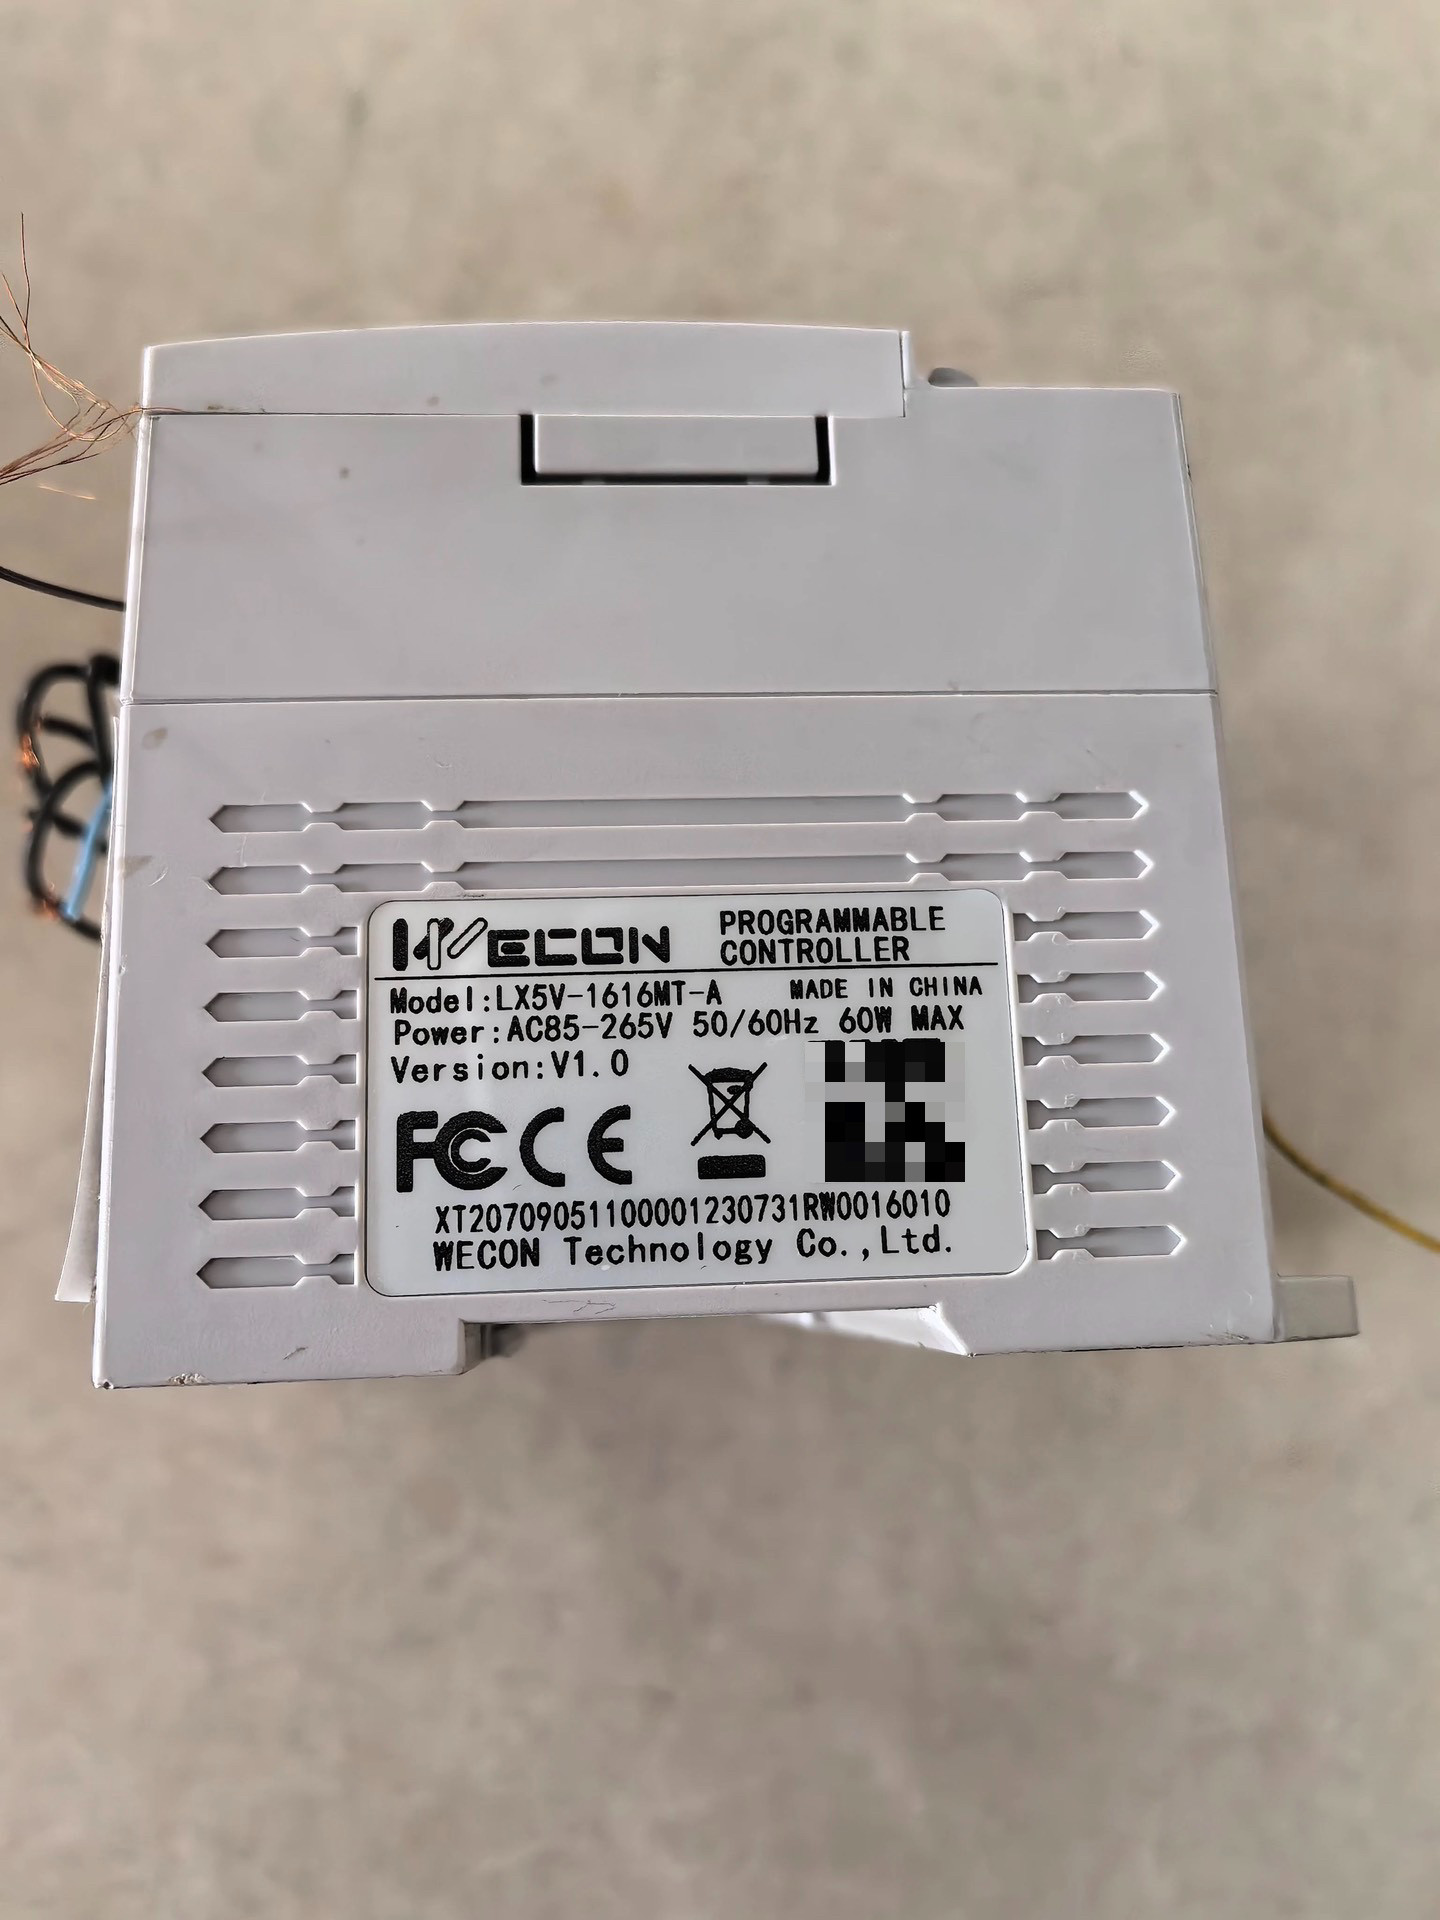 WECON PROGRAMMABLE
CONTROLLER
Model:LX5V-1616MT-A MADE IN CHINA
Power:AC85-265V 50/60Hz 60W MAX
Version:V1.0
FC CE
XT20709051100001230731RW0016010
WECON Technology Co.,Ltd.